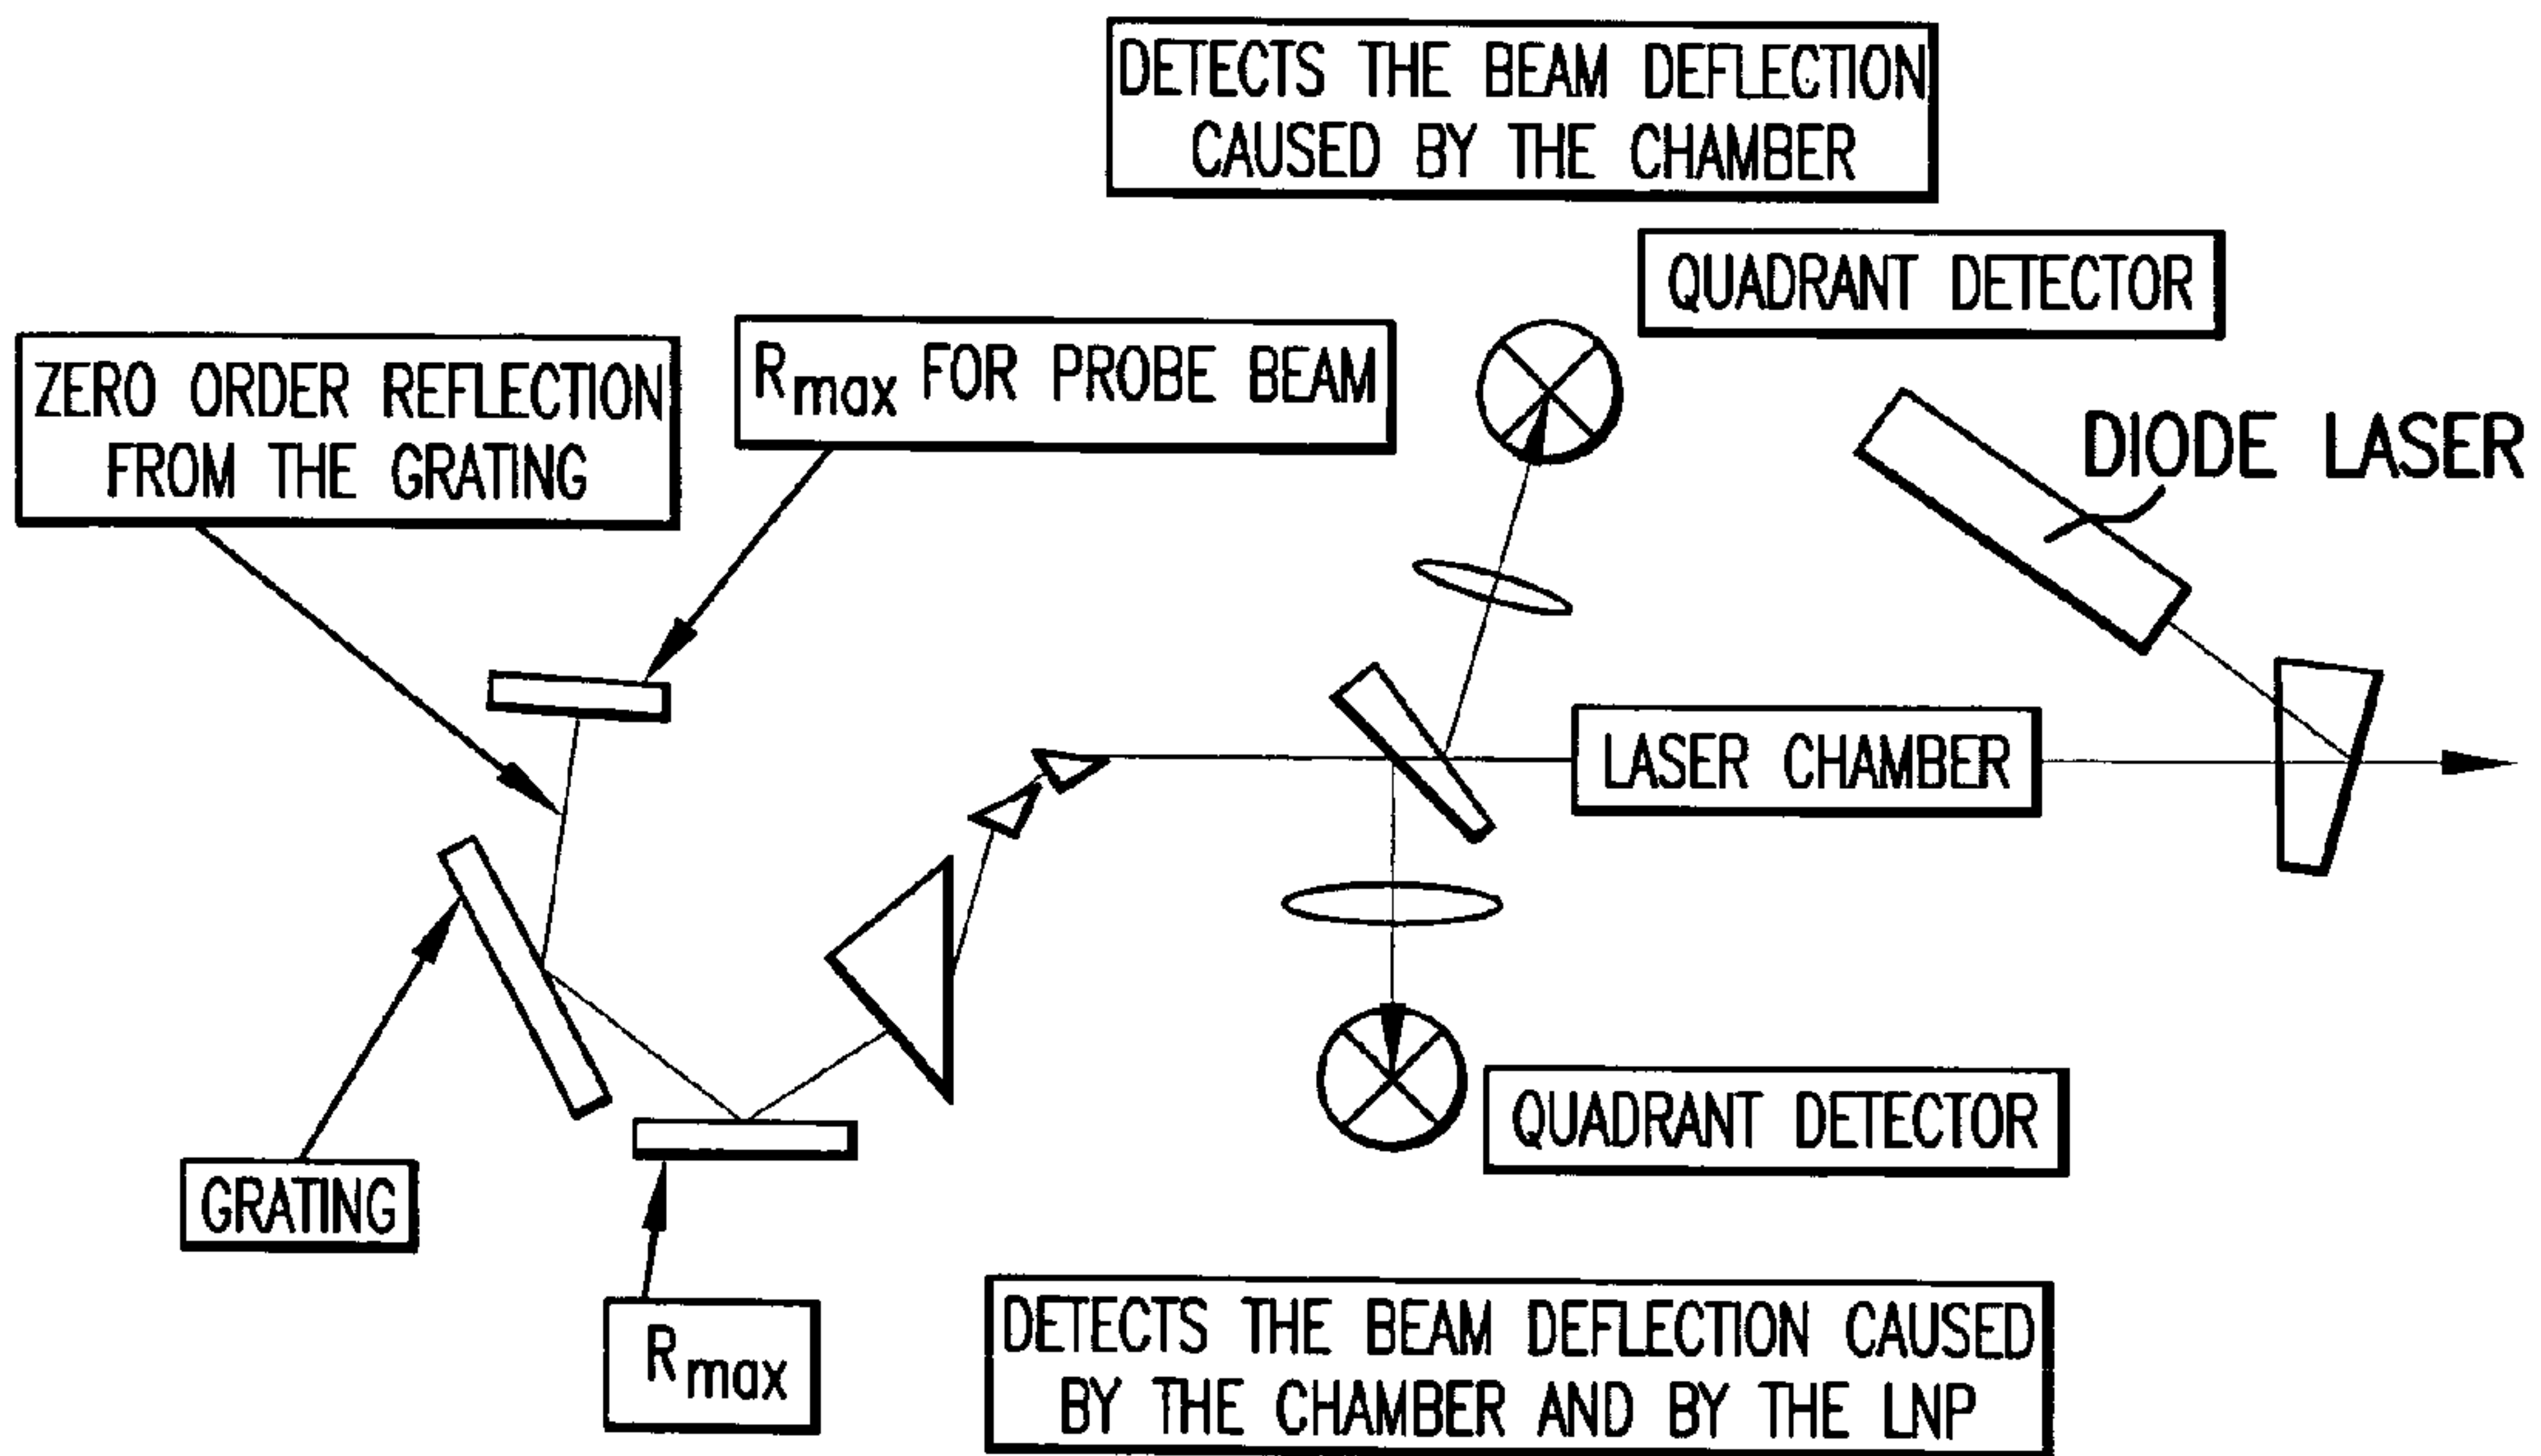 DETECTS THE BEAM DEFLECTION
CAUSED BY THE CHAMBER
QUADRANT DETECTOR
ZERO ORDER REFLECTION
FROM THE GRATING
Rmax FOR PROBE BEAM
DIODE LASER
LASER CHAMBER
QUADRANT DETECTOR
GRATING
Rmax
DETECTS THE BEAM DEFLECTION CAUSED
BY THE CHAMBER AND BY THE LNP